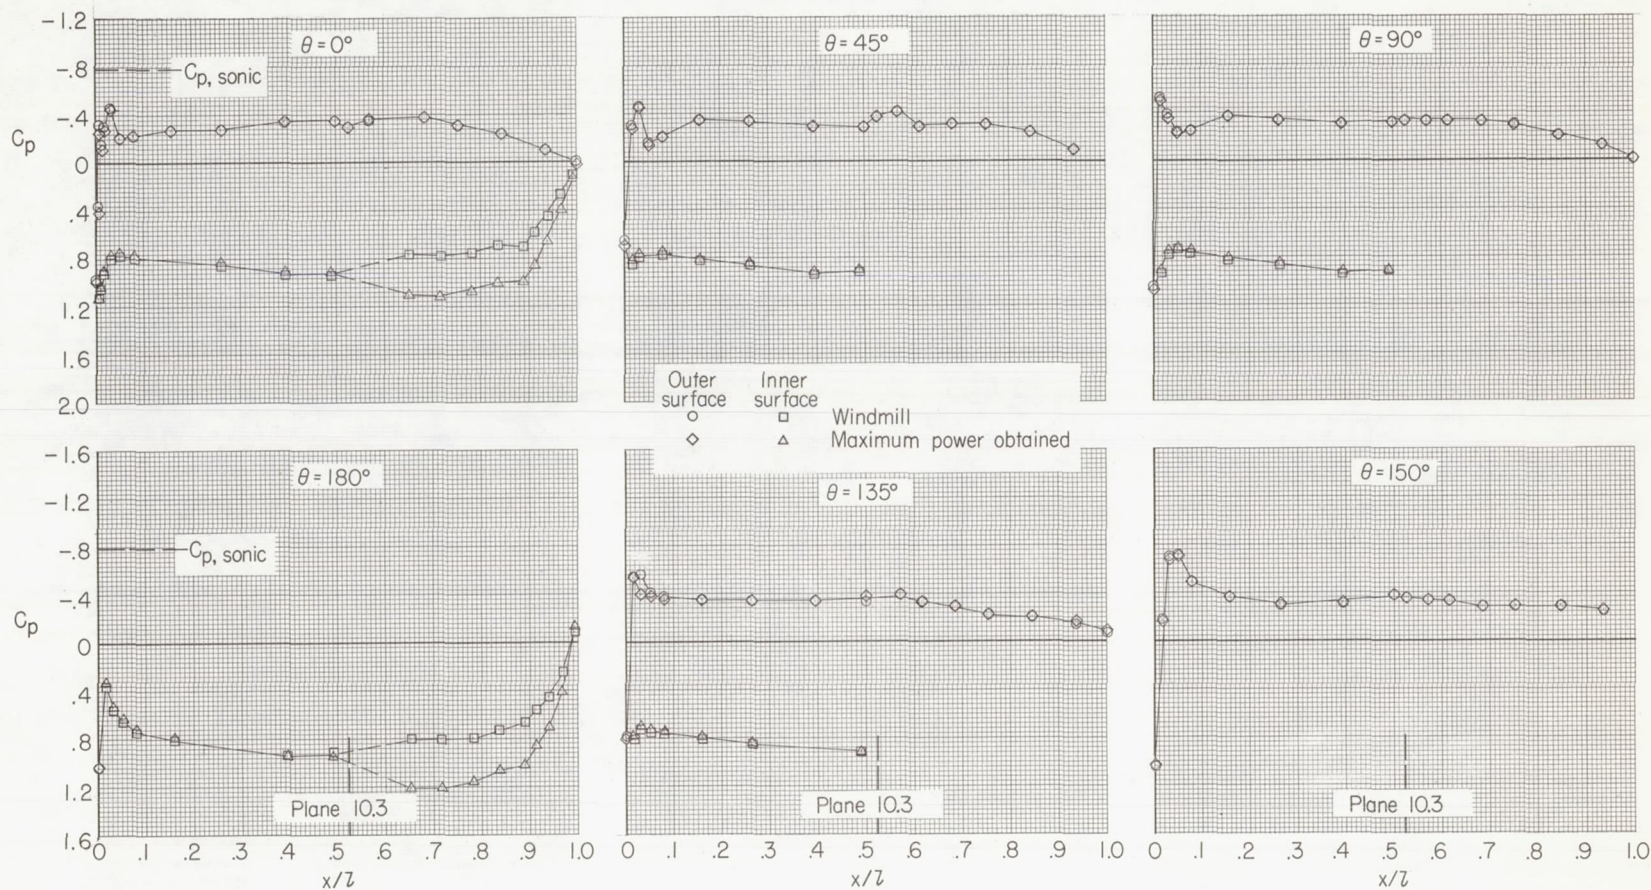 −1.2
−.8
−.4
0
.4
.8
1.2
1.6
2.0
Cp
θ = 0°
Cp, sonic
θ = 45°
θ = 90°
Outer surface Inner surface
○ □ Windmill
◇ △ Maximum power obtained
−1.6
−1.2
−.8
−.4
0
.4
.8
1.2
1.6
Cp
θ = 180°
Cp, sonic
Plane 10.3
θ = 135°
Plane 10.3
θ = 150°
Plane 10.3
0 .1 .2 .3 .4 .5 .6 .7 .8 .9 1.0
x/l
0 .1 .2 .3 .4 .5 .6 .7 .8 .9 1.0
x/l
0 .1 .2 .3 .4 .5 .6 .7 .8 .9 1.0
x/l